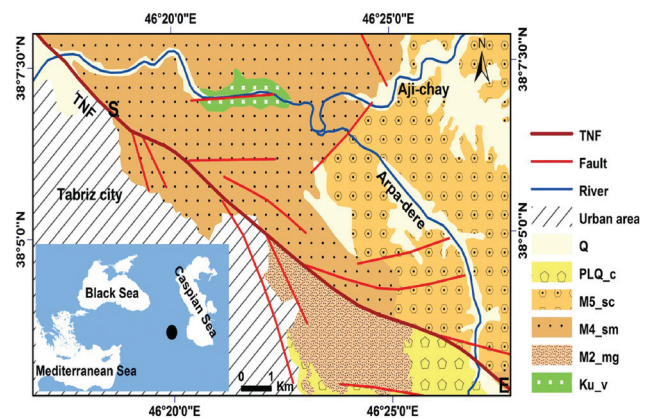 46°20'0"E 46°25'0"E
38°7'30"N
38°7'30"N
N
Aji-chay
TNF
S
Tabriz city
Arpa-dere
38°5'0"N
38°5'0"N
Black Sea
Caspian Sea
Mediterranean Sea
0 1
Km
E
46°20'0"E 46°25'0"E
TNF
Fault
River
Urban area
Q
PLQ_c
M5_sc
M4_sm
M2_mg
Ku_v